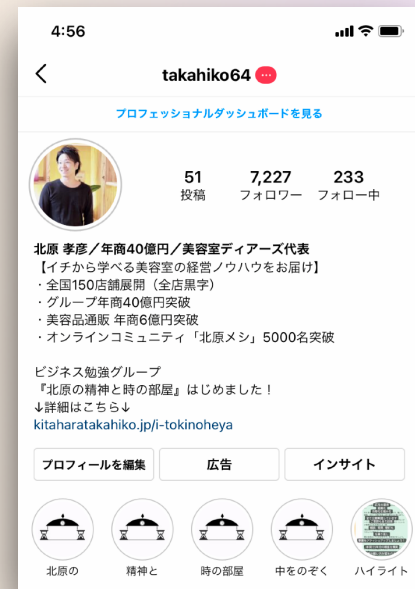 4:56
takahiko64
プロフェッショナルダッシュボードを見る
51
7,227
233
投稿
フォロワー
フォロー中
北原 孝彦／年商40億円／美容室ディアーズ代表
【イチから学べる美容室の経営ノウハウをお届け】
・全国150店舗展開（全店黒字）
・グループ年商40億円突破
・美容品通販 年商6億円突破
・オンラインコミュニティ「北原メシ」5000名突破
ビジネス勉強グループ
『北原の精神と時の部屋』はじめました！
↓詳細はこちら↓
kitaharatakahiko.jp/i-tokinoheya
プロフィールを編集
広告
インサイト
北原の
精神と
時の部屋
中をのぞく
ハイライト